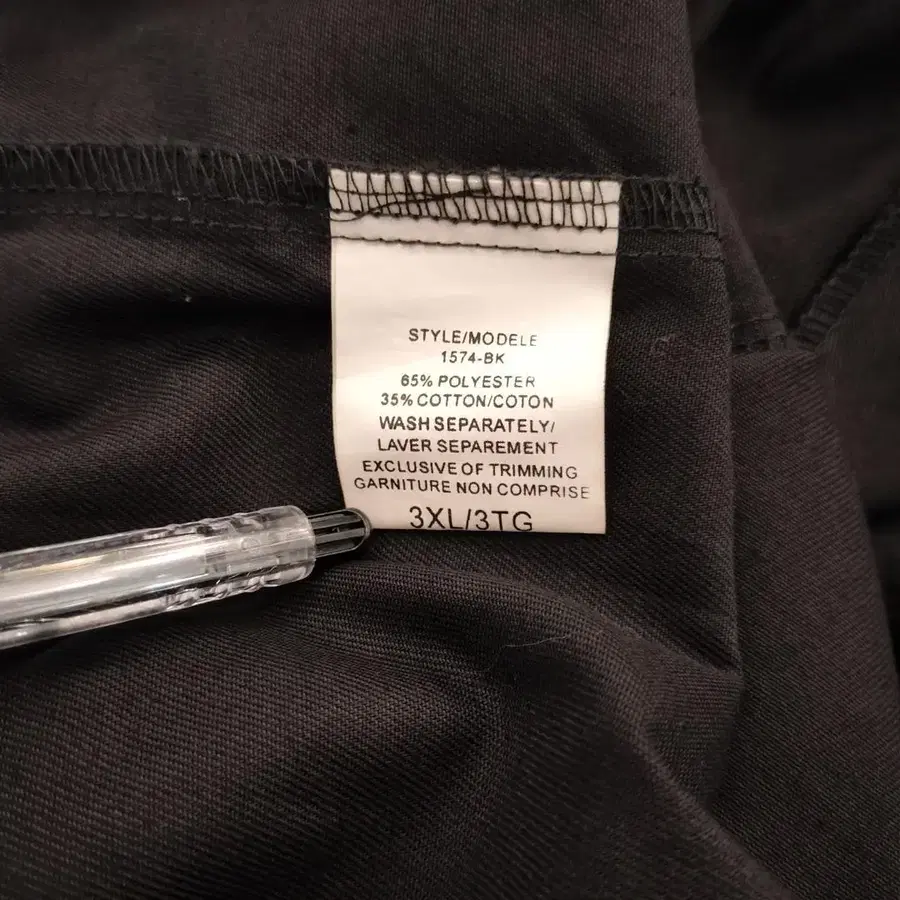 STYLE/MODELE
1574-BK
65% POLYESTER
35% COTTON/COTON
WASH SEPARATELY/
LAVER SEPAREMENT
EXCLUSIVE OF TRIMMING
GARNITURE NON COMPRISE
3XL/3TG